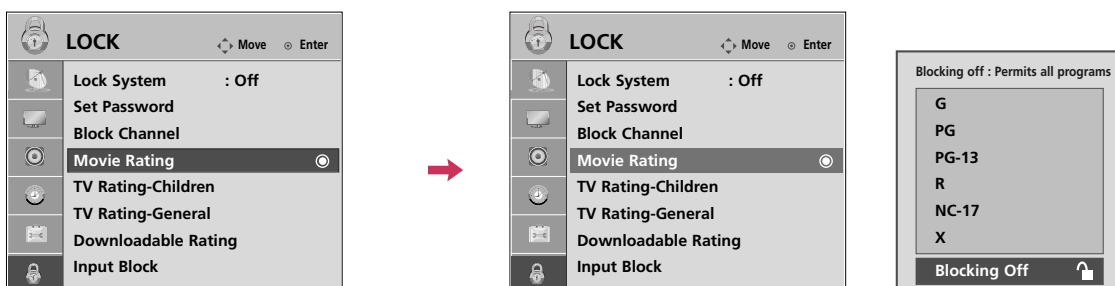 LOCK Move Enter
Lock System : Off
Set Password
Block Channel
Movie Rating
TV Rating-Children
TV Rating-General
Downloadable Rating
Input Block
LOCK Move Enter
Lock System : Off
Set Password
Block Channel
Movie Rating
TV Rating-Children
TV Rating-General
Downloadable Rating
Input Block
Blocking off : Permits all programs
G
PG
PG-13
R
NC-17
X
Blocking Off